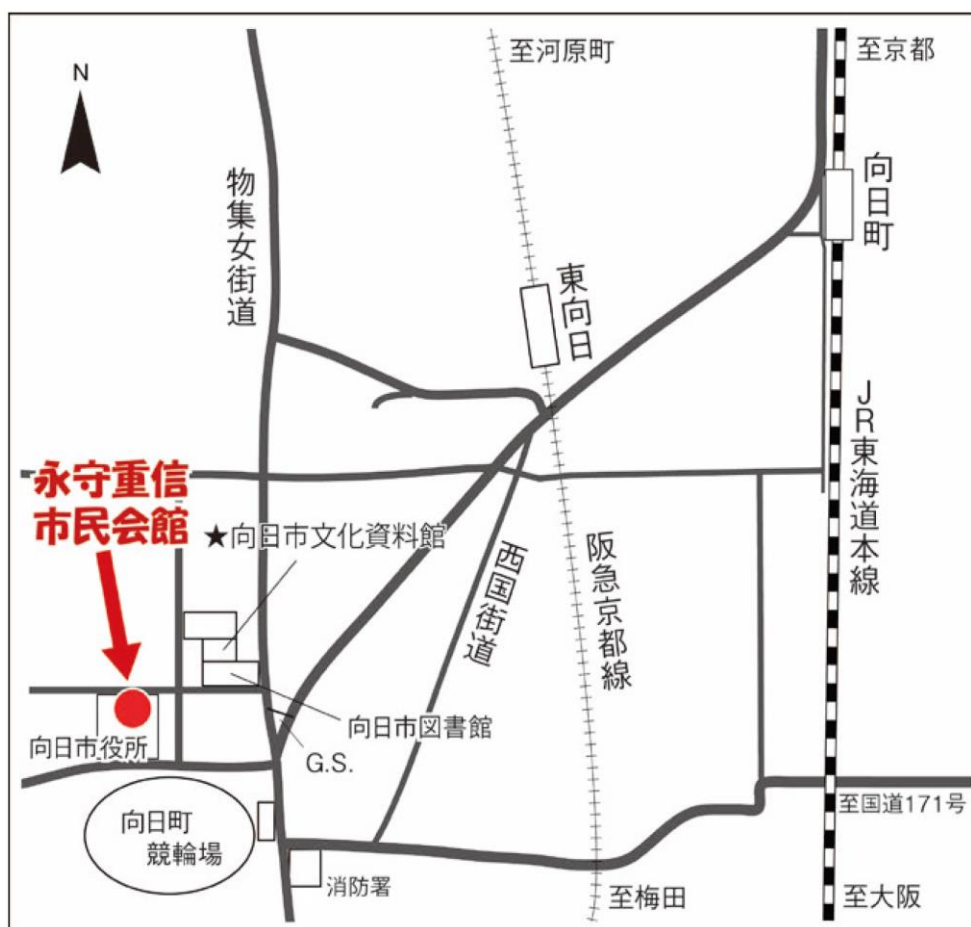 N
至河原町
至京都
向日町
物集女街道
東向日
JR東海道本線
永守重信
市民会館
★向日市文化資料館
西国街道
阪急京都線
向日市図書館
向日市役所
G.S.
至国道171号
向日町
競輪場
消防署
至梅田
至大阪